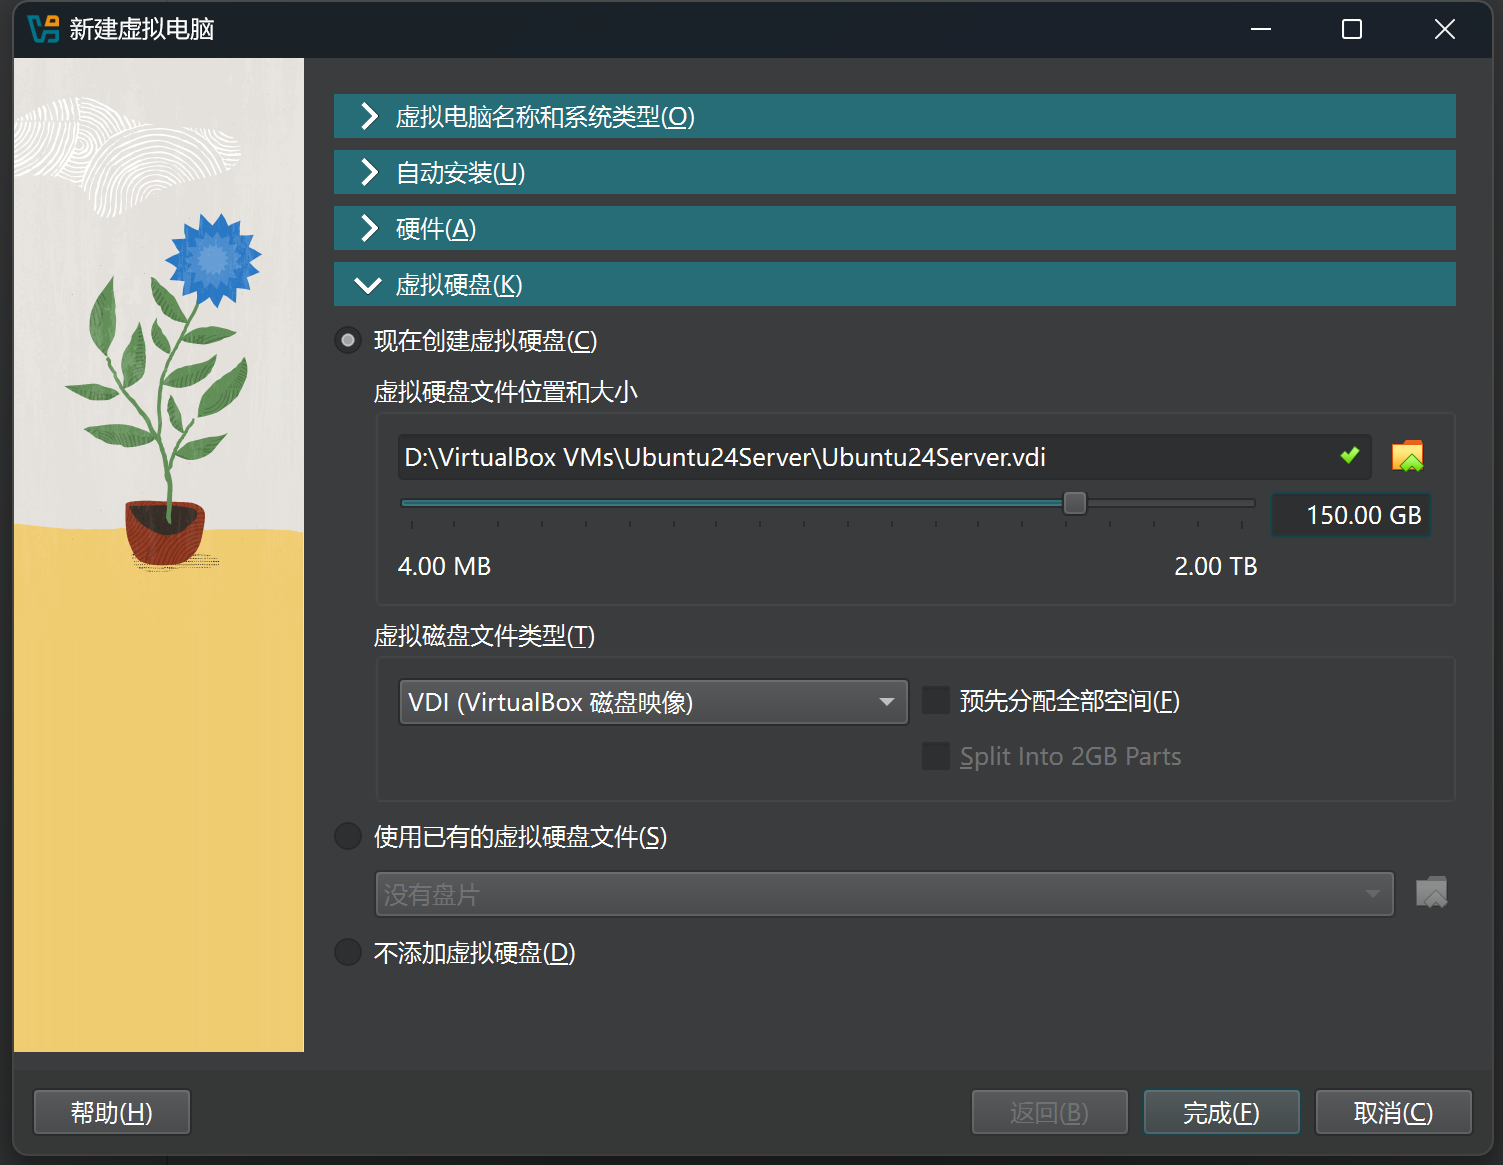 新建虚拟电脑
虚拟电脑名称和系统类型(O)
自动安装(U)
硬件(A)
虚拟硬盘(K)
现在创建虚拟硬盘(C)
虚拟硬盘文件位置和大小
D:\VirtualBox VMs\Ubuntu24Server\Ubuntu24Server.vdi
150.00 GB
4.00 MB 2.00 TB
虚拟磁盘文件类型(T)
VDI (VirtualBox 磁盘映像) 预先分配全部空间(F)
Split Into 2GB Parts
使用已有的虚拟硬盘文件(S)
没有盘片
不添加虚拟硬盘(D)
帮助(H) 返回(B) 完成(F) 取消(C)